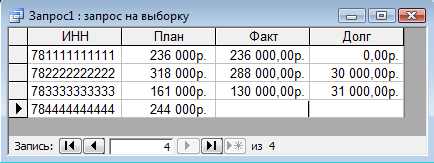 Запрос1 : запрос на выборку
ИНН План Факт Долг
781111111111 236 000р. 236 000,00р. 0,00р.
782222222222 318 000р. 288 000,00р. 30 000,00р.
783333333333 161 000р. 130 000,00р. 31 000,00р.
784444444444 244 000р.
Запись: 4 из 4